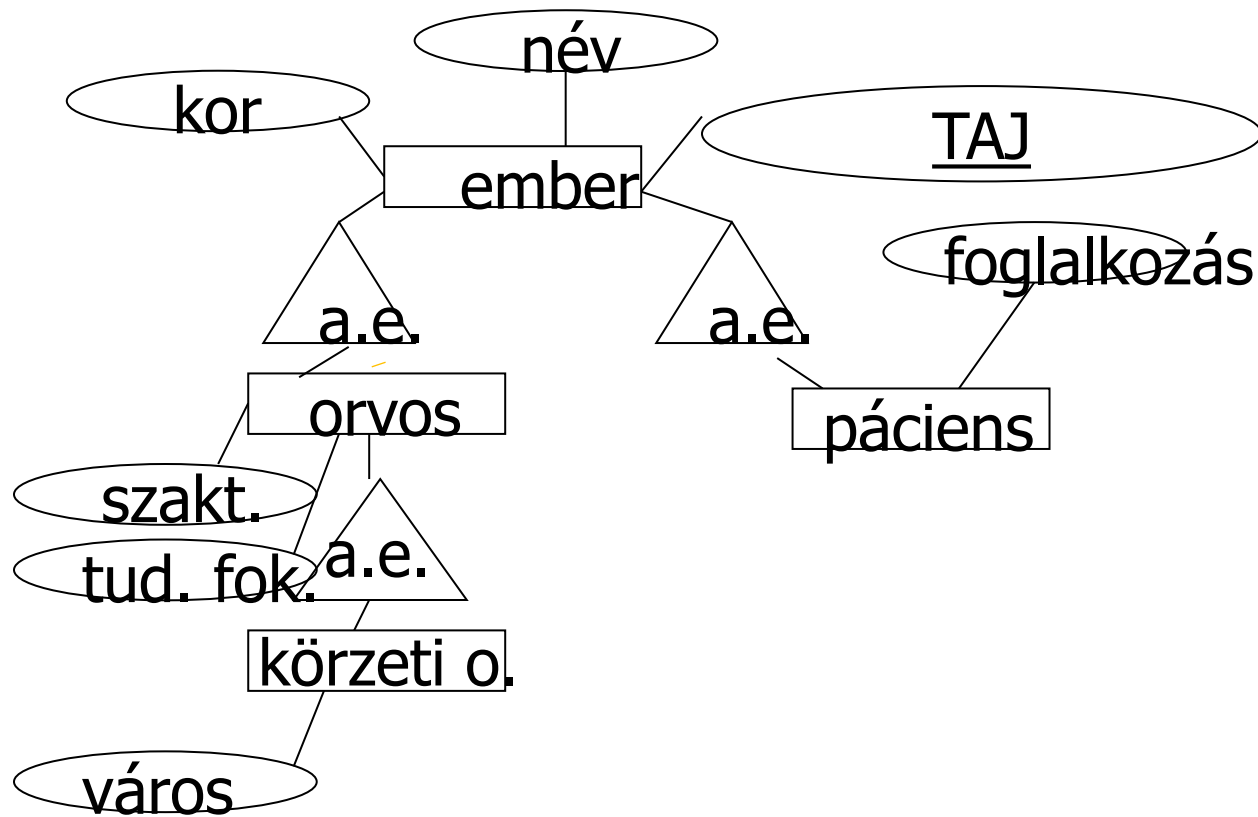 név
kor
TAJ
ember
foglalkozás
a.e.
a.e.
orvos
páciens
szakt.
tud. fok.
a.e.
körzeti o.
város